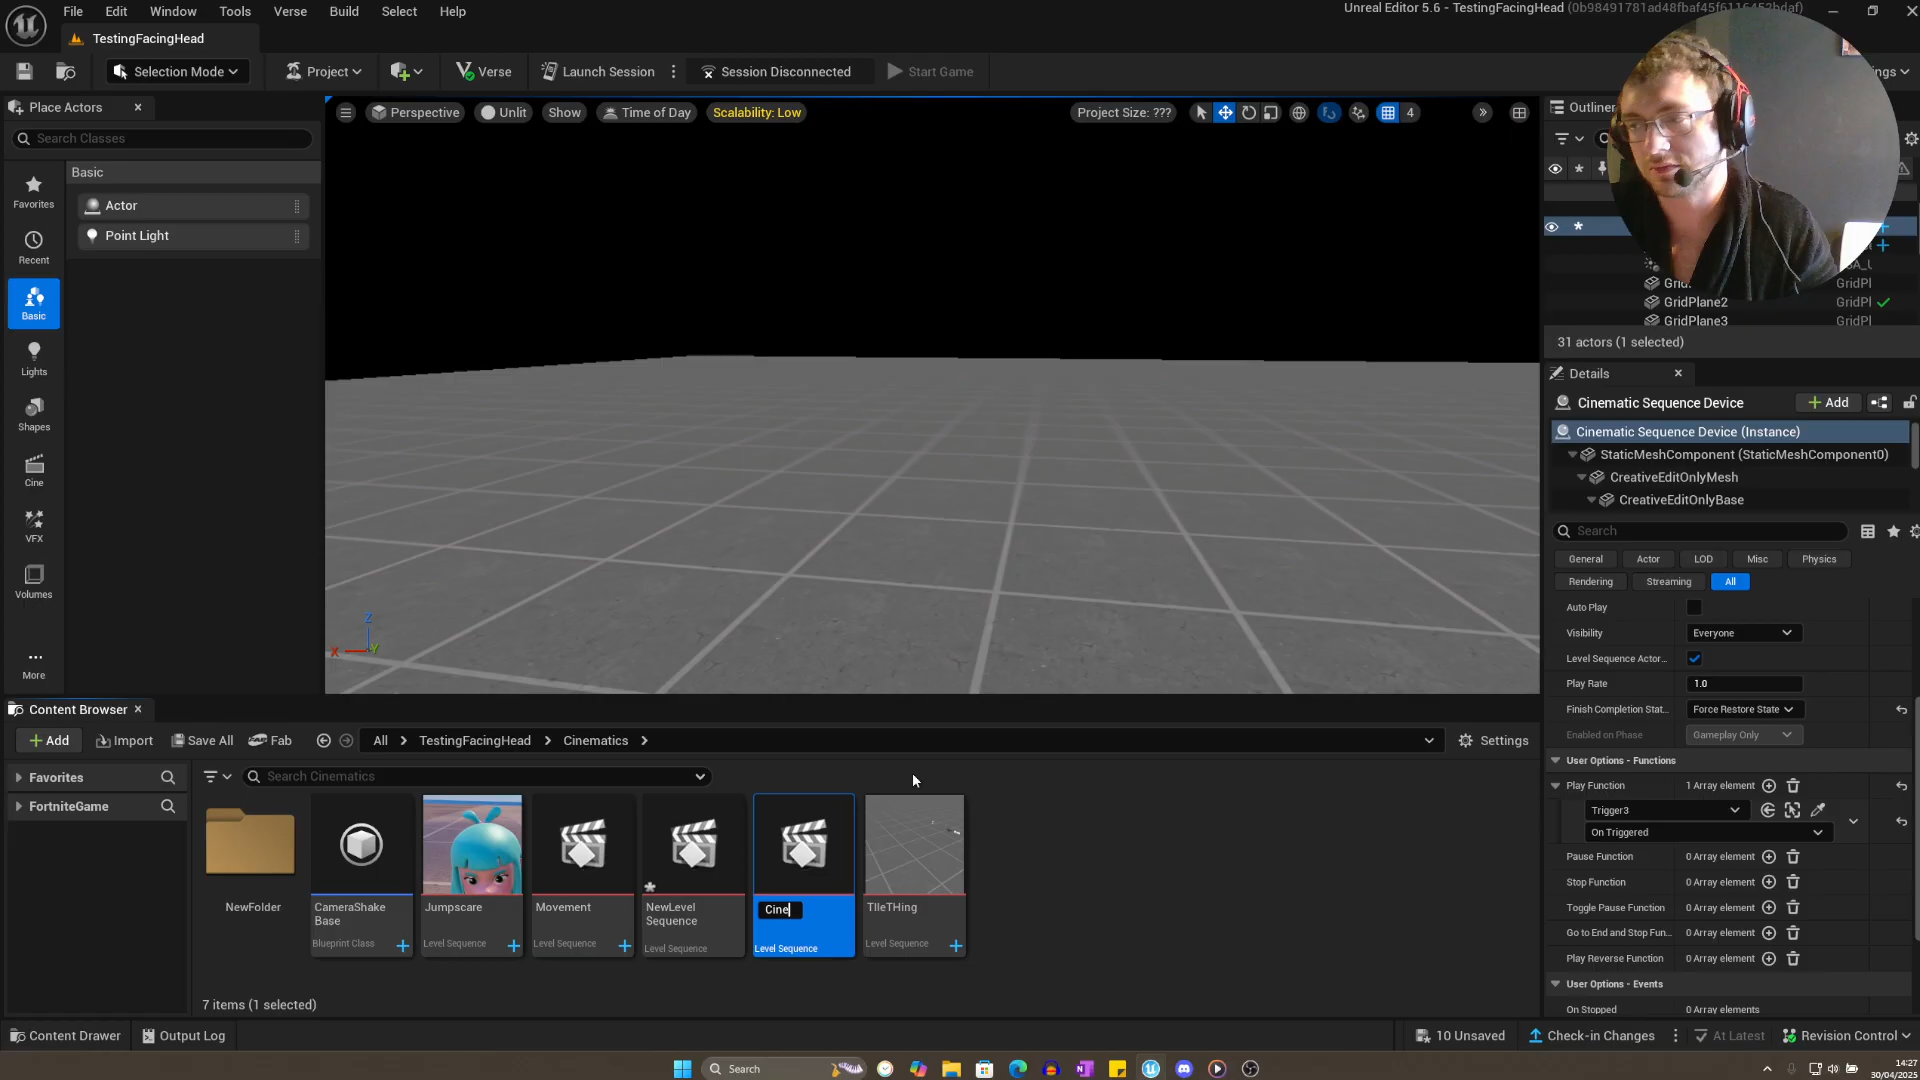 File Edit Window Tools Verse Build Select Help
Unreal Editor 5.6 - TestingFacingHead
TestingFacingHead
Selection Mode
Project
Verse
Launch Session
Session Disconnected
Start Game
Place Actors
Search Classes
Basic
Actor
Point Light
Favorites
Recent
Basic
Lights
Shapes
Cine
VFX
Volumes
More
Perspective
Unlit
Show
Time of Day
Scalability: Low
Project Size: ???
4
X
Y
Z
Outliner
GridPl
GridPlane2
GridPl
GridPlane3
GridPl
31 actors (1 selected)
Details
Cinematic Sequence Device
Add
Cinematic Sequence Device (Instance)
StaticMeshComponent (StaticMeshComponent0)
CreativeEditOnlyMesh
CreativeEditOnlyBase
Search
General Actor LOD Misc Physics
Rendering Streaming All
Auto Play
Visibility Everyone
Level Sequence Actor...
Play Rate 1.0
Finish Completion Stat... Force Restore State
Enabled on Phase Gameplay Only
User Options - Functions
Play Function 1 Array element
Trigger3
On Triggered
Pause Function 0 Array element
Stop Function 0 Array element
Toggle Pause Function 0 Array element
Go to End and Stop Fun... 0 Array element
Play Reverse Function 0 Array element
User Options - Events
On Stopped 0 Array elements
Content Browser
Add Import Save All Fab All TestingFacingHead Cinematics Settings
Favorites
FortniteGame
Search Cinematics
NewFolder
CameraShake
Base
Blueprint Class
Jumpscare
Level Sequence
Movement
Level Sequence
NewLevel
Sequence
Level Sequence
Cine
Level Sequence
TIleTHing
Level Sequence
7 items (1 selected)
Content Drawer Output Log 10 Unsaved Check-in Changes At Latest Revision Control
Search
14:27
30/04/2025